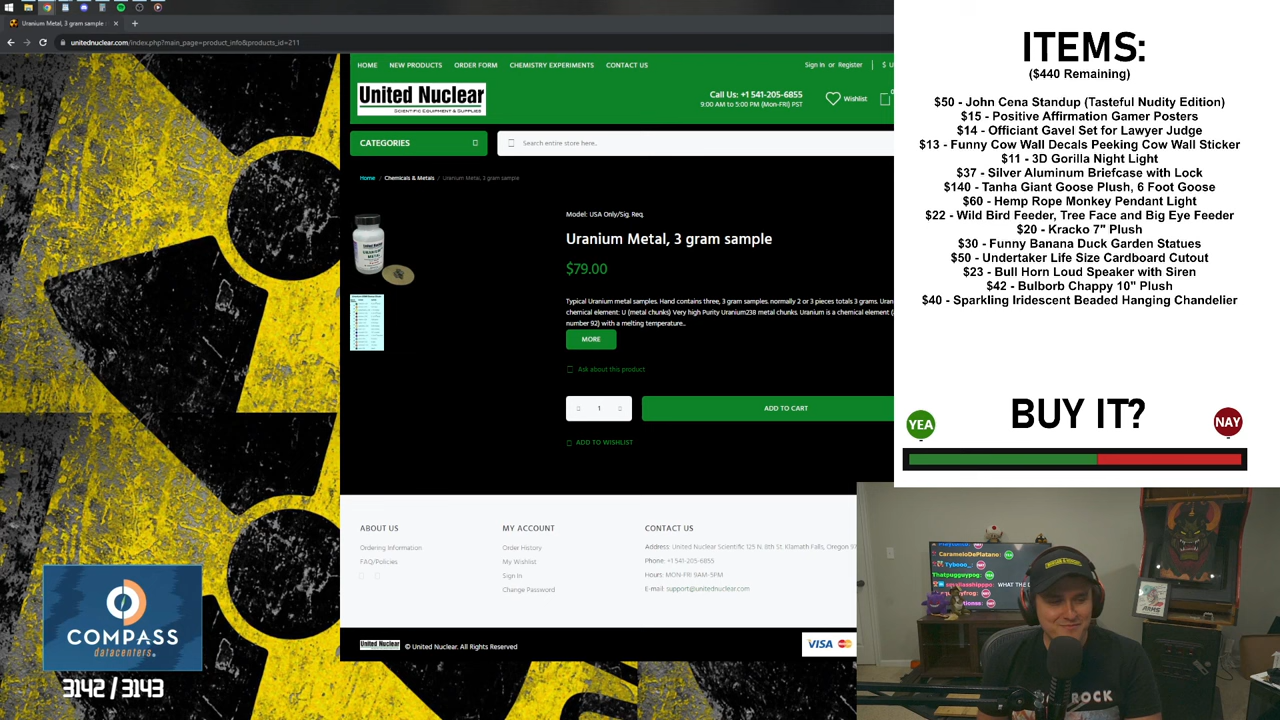 Uranium Metal, 3 gram sample
unitednuclear.com/index.php?main_page=product_info&products_id=211
HOME NEW PRODUCTS ORDER FORM CHEMISTRY EXPERIMENTS CONTACT US
Sign In or Register
United Nuclear
SCIENTIFIC EQUIPMENT & SUPPLIES
Call Us: +1 541-205-6855
9:00 AM to 5:00 PM (Mon-Fri) PST
Wishlist
CATEGORIES
Search entire store here..
Home / Chemicals & Metals / Uranium Metal, 3 gram sample
Model: USA Only/Sig. Req.
Uranium Metal, 3 gram sample
$79.00
Typical Uranium metal samples. Hand contains three, 3 gram samples. normally 2 or 3 pieces totals 3 grams.
chemical element: U (metal chunks) Very high Purity Uranium238 metal chunks. Uranium is a chemical element
number 92) with a melting temperature..
MORE
Ask about this product
1
ADD TO CART
ADD TO WISHLIST
ABOUT US
Ordering Information
FAQ/Policies
MY ACCOUNT
Order History
My Wishlist
Sign In
Change Password
CONTACT US
Address: United Nuclear Scientific 125 N. 8th St. Klamath Falls, Oregon
Phone: +1 541-205-6855
Hours: MON-FRI 9AM-5PM
E-mail: support@unitednuclear.com
United Nuclear
© United Nuclear. All Rights Reserved
VISA
COMPASS
datacenters
3142 / 3143
ITEMS:
($440 Remaining)
$50 - John Cena Standup (Tasteful Nudity Edition)
$15 - Positive Affirmation Gamer Posters
$14 - Officiant Gavel Set for Lawyer Judge
$13 - Funny Cow Wall Decals Peeking Cow Wall Sticker
$11 - 3D Gorilla Night Light
$37 - Silver Aluminum Briefcase with Lock
$140 - Tanha Giant Goose Plush, 6 Foot Goose
$60 - Hemp Rope Monkey Pendant Light
$22 - Wild Bird Feeder, Tree Face and Big Eye Feeder
$20 - Kracko 7" Plush
$30 - Funny Banana Duck Garden Statues
$50 - Undertaker Life Size Cardboard Cutout
$23 - Bull Horn Loud Speaker with Siren
$42 - Bulborb Chappy 10" Plush
$40 - Sparkling Iridescent Beaded Hanging Chandelier
BUY IT?
YEA
NAY
CarameloDePlatano:
Tybooo_:
Thatpugguypog:
WHAT THE
ROCK